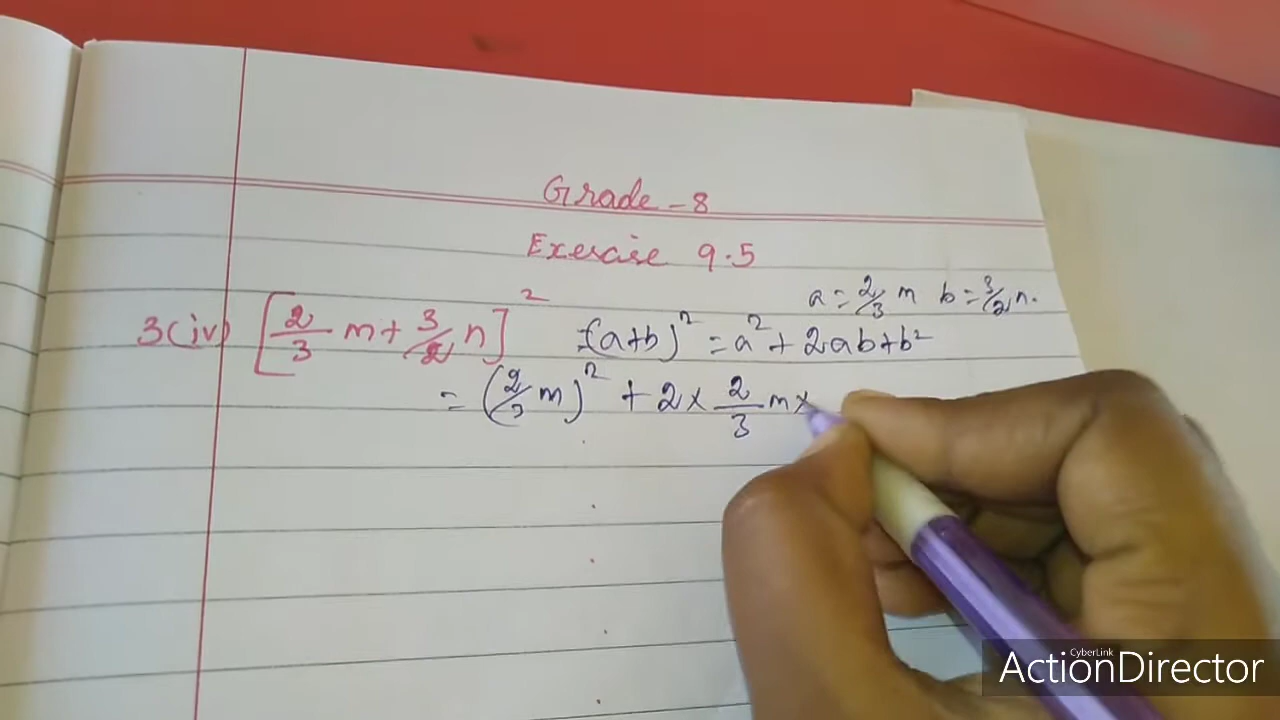 Grade - 8
Exercise 9.5
a = 2/3 m b = 3/2 n.
3(iv) [2/3 m + 3/2 n]² (a+b)² = a² + 2ab + b²
= (2/3 m)² + 2 × 2/3 m ×
CyberLink
ActionDirector